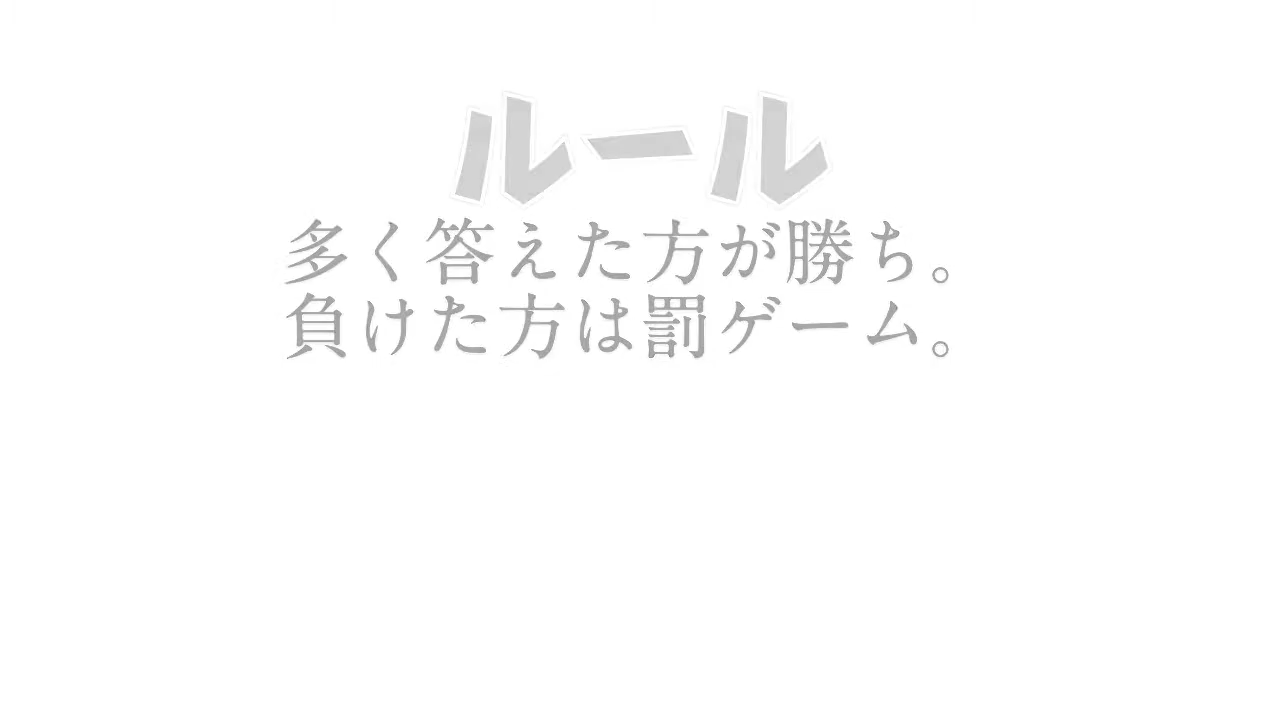 ルール
多く答えた方が勝ち。
負けた方は罰ゲーム。